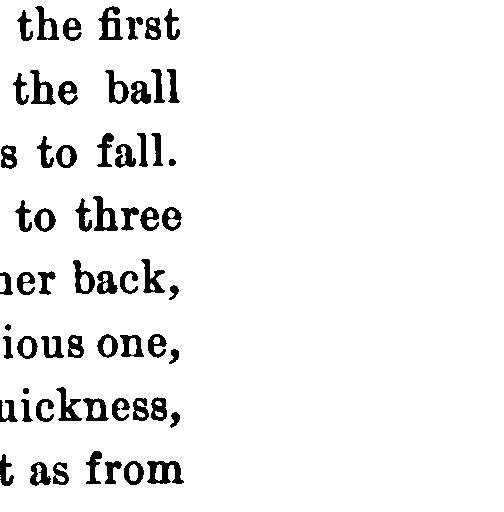 the first
the ball
s to fall.
to three
ner back,
ious one,
uickness,
t as from